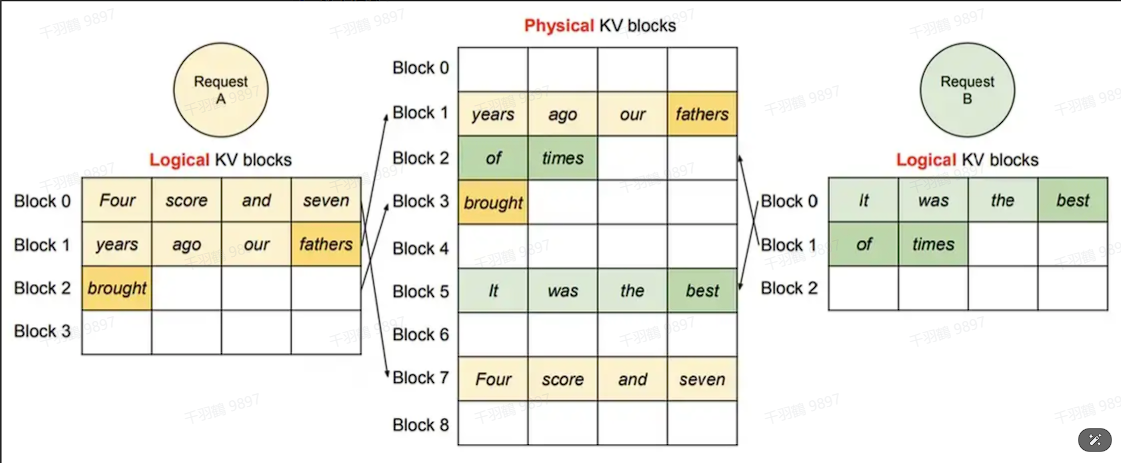 Physical KV blocks
Request
A
Logical KV blocks
Block 0 Four score and seven
Block 1 years ago our fathers
Block 2 brought
Block 3
Block 0
Block 1 years ago our fathers
Block 2 of times
Block 3 brought
Block 4
Block 5 It was the best
Block 6
Block 7 Four score and seven
Block 8
Request
B
Logical KV blocks
Block 0 It was the best
Block 1 of times
Block 2
千羽鹤 9897